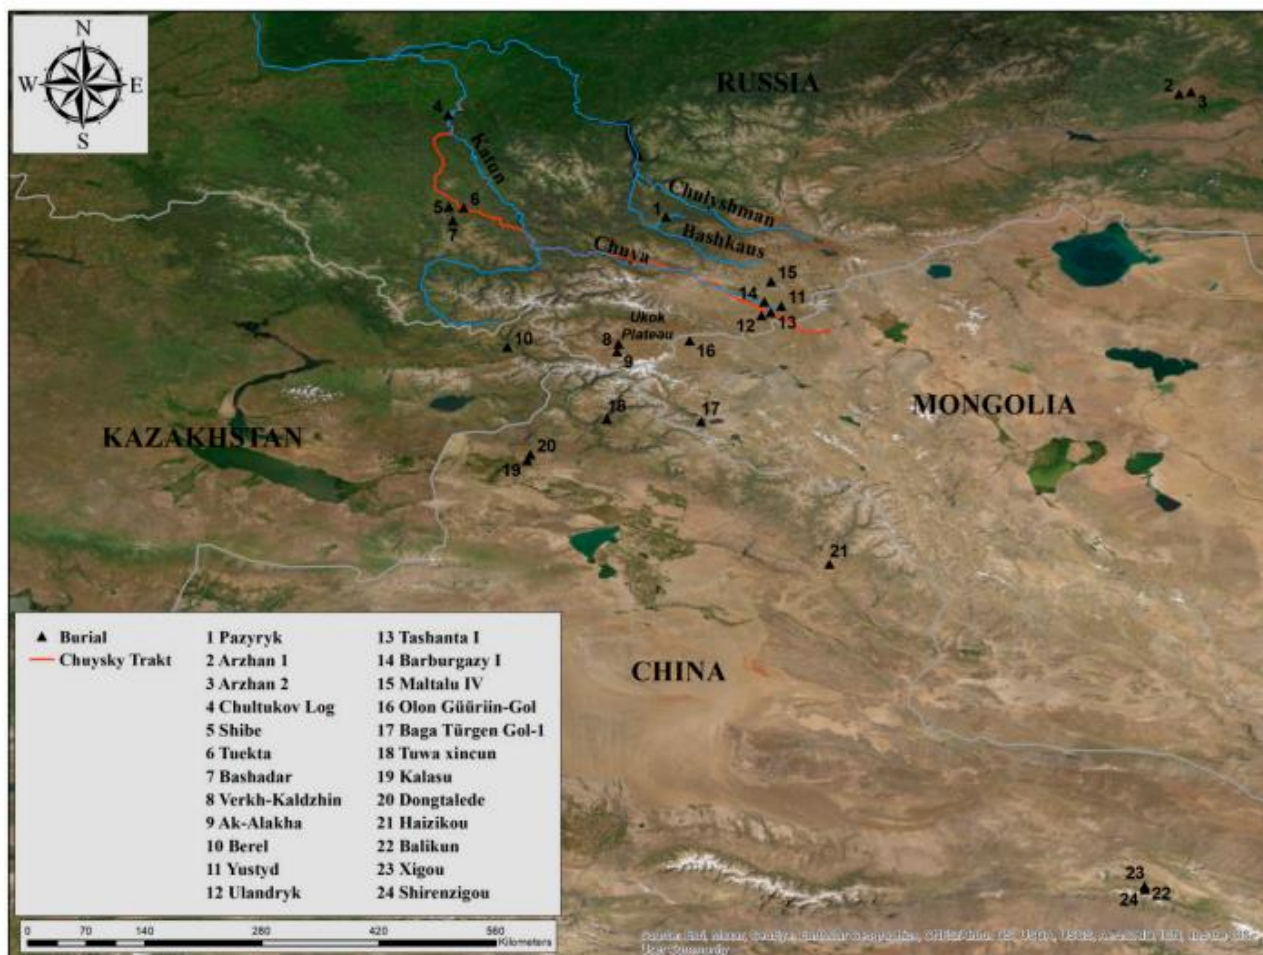 N
W E
S
RUSSIA
2
3
4
Katun
Chulyshman
1
5 6
7
Bashkaus
Chuya
15
14 11
12 13
Ukok
Plateau
10
8
9
16
MONGOLIA
KAZAKHSTAN
18
17
20
19
21
CHINA
Burial
Chuysky Trakt
1 Pazyryk
2 Arzhan 1
3 Arzhan 2
4 Chultukov Log
5 Shibe
6 Tuekta
7 Bashadar
8 Verkh-Kaldzhin
9 Ak-Alakha
10 Berel
11 Yustyd
12 Ulandryk
13 Tashanta I
14 Barburgazy I
15 Maltalu IV
16 Olon Güüriin-Gol
17 Baga Türgen Gol-1
18 Tuwa xincun
19 Kalasu
20 Dongtalede
21 Haizikou
22 Balikun
23 Xigou
24 Shirenzigou
23
24 22
0 70 140 280 420 560
Kilometers
User Community